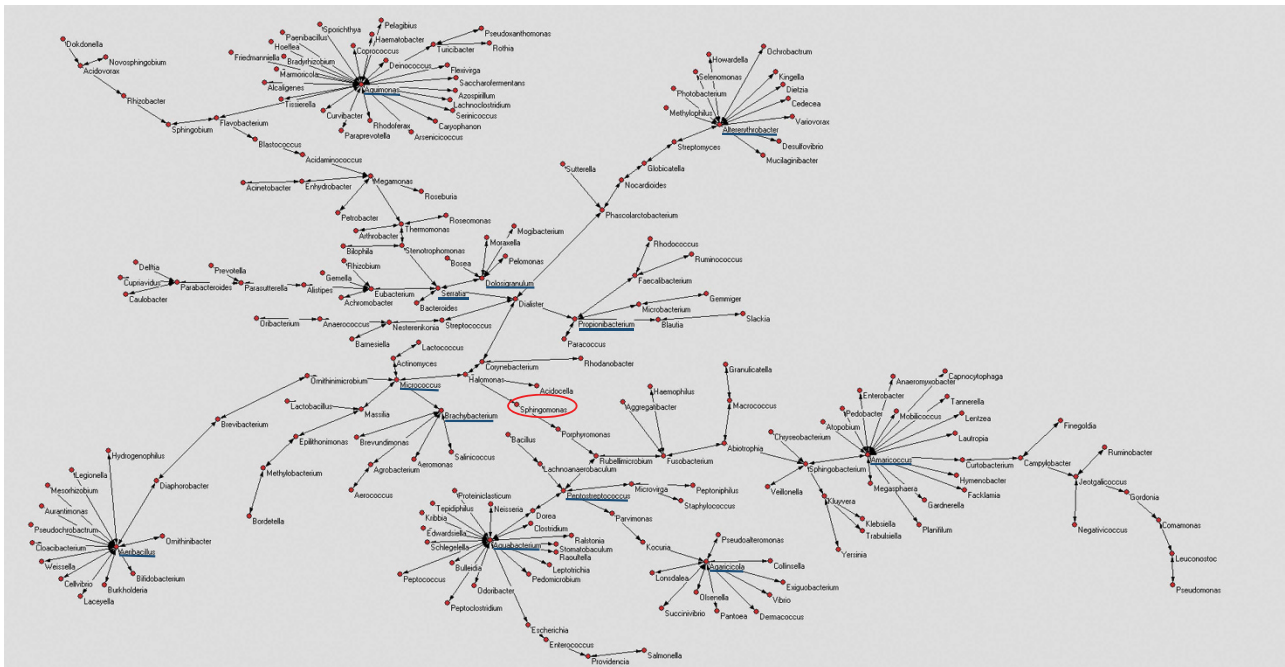 Dokdonella
Novosphingobium
Acidovorax
Rhizobacter
Sphingobium
Flavobacterium
Blastococcus
Acidaminococcus
Sporichthya
Pelagibius
Paenibacillus
Haematobacter
Hoellea
Coprococcus
Pseudoxanthomonas
Turicibacter
Rothia
Friedmanniella
Bradyrhizobium
Deinococcus
Mamoricola
Flexivirga
Aquimonas
Saccharofermentans
Alcaligenes
Azospirillum
Tissierella
Lachnoclostridium
Curvibacter
Serinicoccus
Rhodoferax
Caryophanon
Paraprevotella
Arsenicicoccus
Ochrobactrum
Howardella
Selenomonas
Kingella
Photobacterium
Dietzia
Cedecea
Methylophilus
Variovorax
Altererythrobacter
Desulfovibrio
Mucilaginibacter
Streptomyces
Globicatella
Sutterella
Nocardioides
Phascolarctobacterium
Acinetobacter
Enhydrobacter
Megamonas
Roseburia
Petrobacter
Roseomonas
Arthrobacter
Thermomonas
Bilophila
Stenotrophomonas
Mogibacterium
Moraxella
Bosea
Pelomonas
Dolosigranulum
Rhizobium
Gemella
Eubacterium
Serratia
Achromobacter
Bacteroides
Delftia
Prevotella
Cupriavidus
Parabacteroides
Parasutterella
Alistipes
Caulobacter
Dialister
Rhodococcus
Ruminococcus
Faecalibacterium
Gemmiger
Microbacterium
Propionibacterium
Blautia
Slackia
Paracoccus
Oribacterium
Anaerococcus
Nesterenkonia
Streptococcus
Barnesiella
Lactococcus
Actinomyces
Corynebacterium
Rhodanobacter
Ornithinimicrobium
Micrococcus
Halomonas
Acidocella
Sphingomonas
Lactobacillus
Massilia
Brachybacterium
Brevibacterium
Epilithonimonas
Brevundimonas
Salinicoccus
Porphyromonas
Methylobacterium
Agrobacterium
Aeromonas
Aerococcus
Bordetella
Hydrogenophilus
Diaphorobacter
Legionella
Mesorhizobium
Aurantimonas
Pseudochrobactrum
Ornithinibacter
Cloacibacterium
Aeribacillus
Weissella
Bifidobacterium
Cellvibrio
Burkholderia
Laceyella
Granulicatella
Haemophilus
Aggregatibacter
Macrococcus
Bacillus
Abiotrophia
Lachnoanaerobaculum
Rubellimicrobium
Fusobacterium
Peptostreptococcus
Microvirga
Peptoniphilus
Staphylococcus
Proteiniclasticum
Neisseria
Dorea
Parvimonas
Tepidiphilus
Kribbia
Clostridium
Edwardsiella
Ralstonia
Schlegelella
Aquabacterium
Stomatobaculum
Raoultella
Bulleidia
Leptotrichia
Peptococcus
Pedomicrobium
Odoribacter
Peptoclostridium
Escherichia
Enterococcus
Providencia
Salmonella
Kocuria
Pseudoalteromonas
Agaricicola
Collinsella
Lonsdalea
Exiguobacterium
Olsenella
Vibrio
Succinivibrio
Pantoea
Dermacoccus
Capnocytophaga
Anaeromyxobacter
Enterobacter
Tannerella
Pedobacter
Mobilicoccus
Lentzea
Atopobium
Lautropia
Chryseobacterium
Amaricoccus
Sphingobacterium
Curtobacterium
Veillonella
Megasphaera
Hymenobacter
Facklamia
Gardnerella
Kluyvera
Klebsiella
Planifilum
Trabulsiella
Yersinia
Finegoldia
Campylobacter
Ruminobacter
Jeotgalicoccus
Gordonia
Negativicoccus
Comamonas
Leuconostoc
Pseudomonas